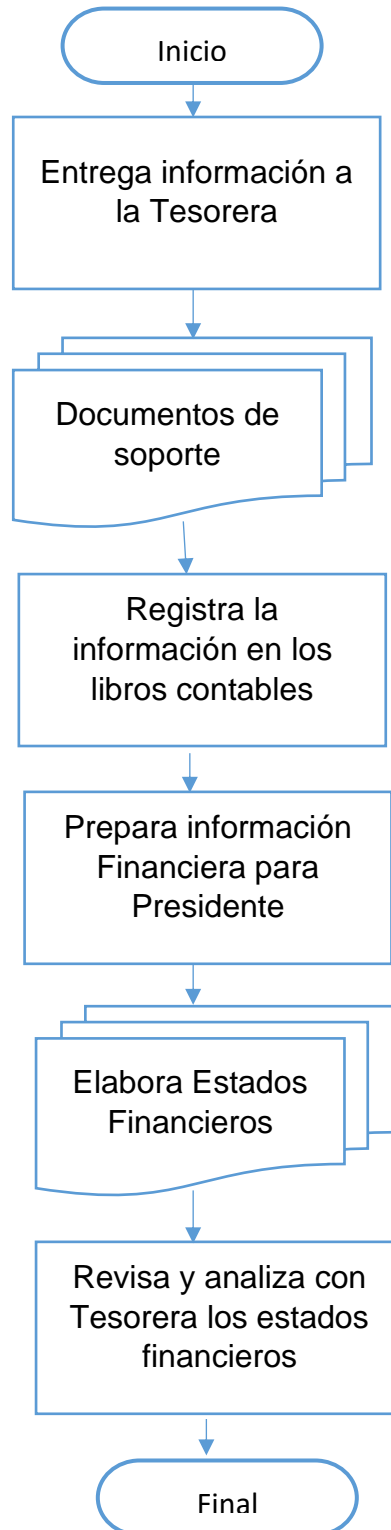 Inicio
Entrega información a
la Tesorera
Documentos de
soporte
Registra la
información en los
libros contables
Prepara información
Financiera para
Presidente
Elabora Estados
Financieros
Revisa y analiza con
Tesorera los estados
financieros
Final